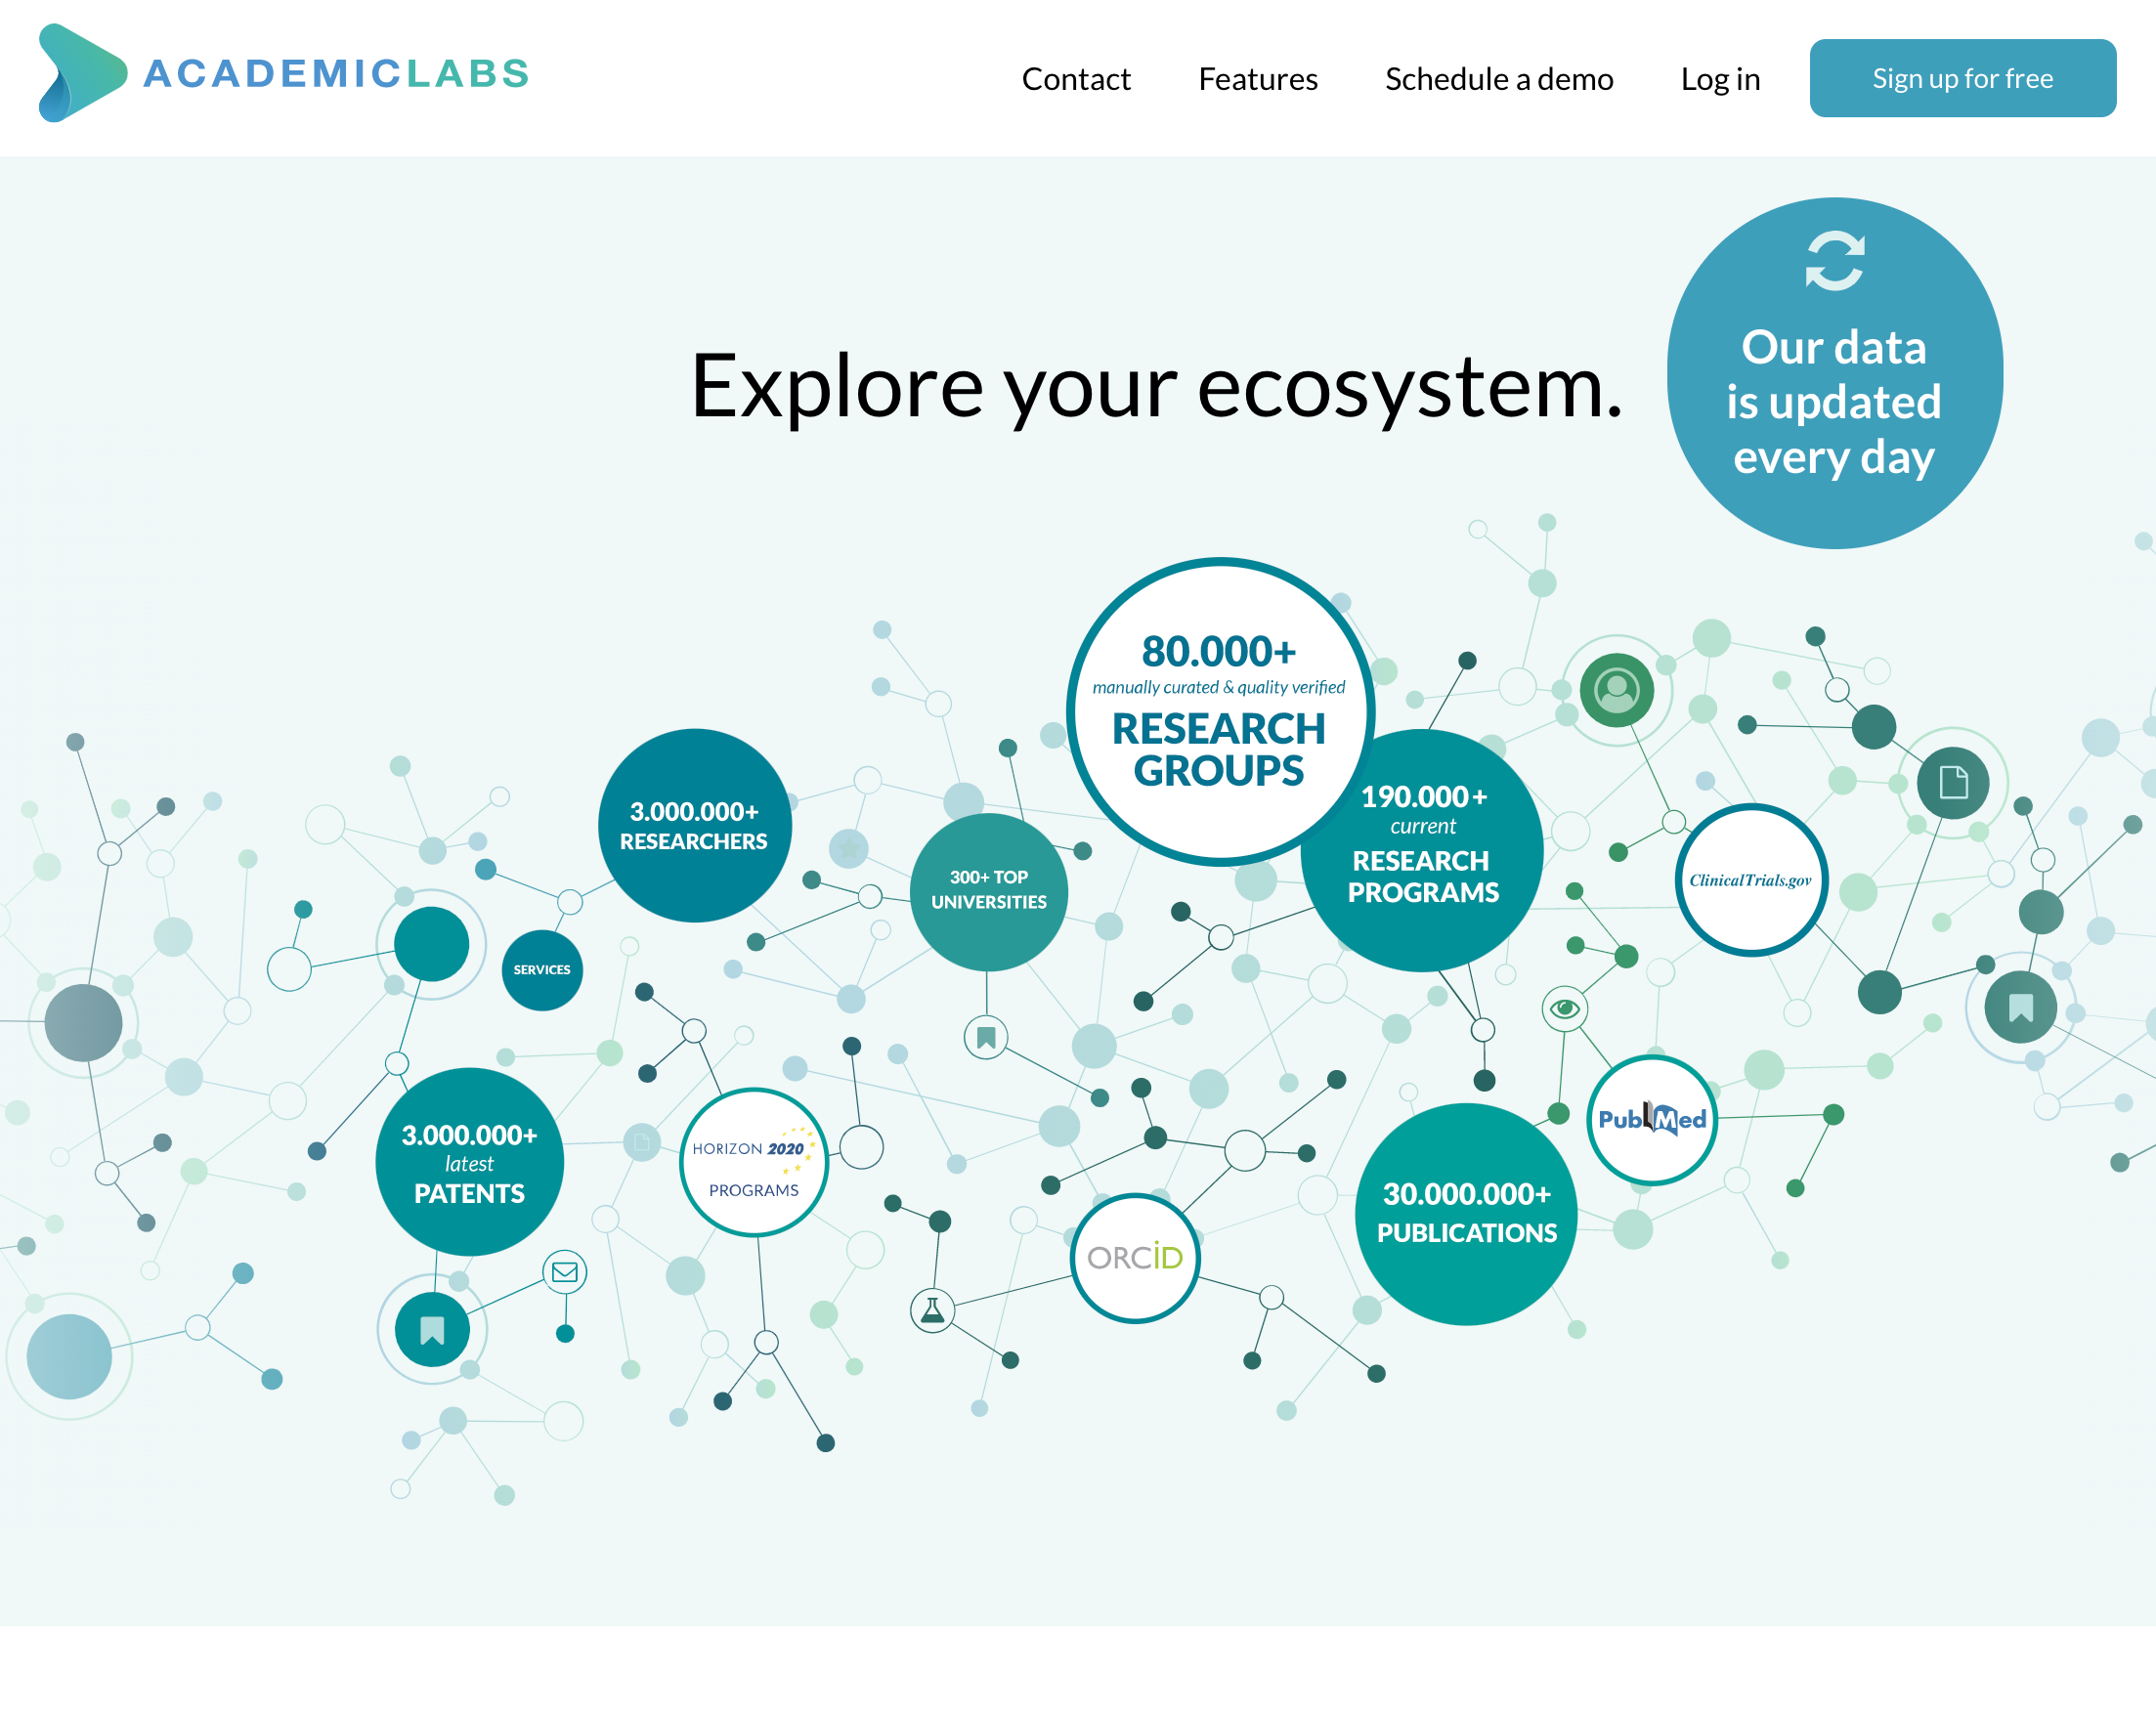 ACADEMICLABS
Contact
Features
Schedule a demo
Log in
Sign up for free
Explore your ecosystem.
Our data
is updated
every day
80.000+
manually curated & quality verified
RESEARCH
GROUPS
3.000.000+
RESEARCHERS
190.000+
current
RESEARCH
PROGRAMS
300+ TOP
UNIVERSITIES
ClinicalTrials.gov
SERVICES
3.000.000+
latest
PATENTS
HORIZON 2020
PROGRAMS
PubMed
30.000.000+
PUBLICATIONS
ORCiD